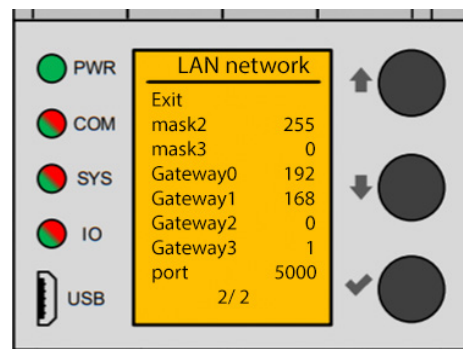 PWR
COM
SYS
IO
USB
LAN network
Exit
mask2 255
mask3 0
Gateway0 192
Gateway1 168
Gateway2 0
Gateway3 1
port 5000
2/ 2